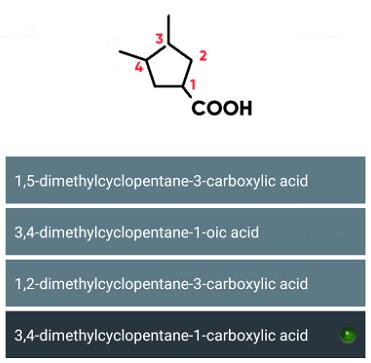 3
2
4
1
COOH
1,5-dimethylcyclopentane-3-carboxylic acid
3,4-dimethylcyclopentane-1-oic acid
1,2-dimethylcyclopentane-3-carboxylic acid
3,4-dimethylcyclopentane-1-carboxylic acid